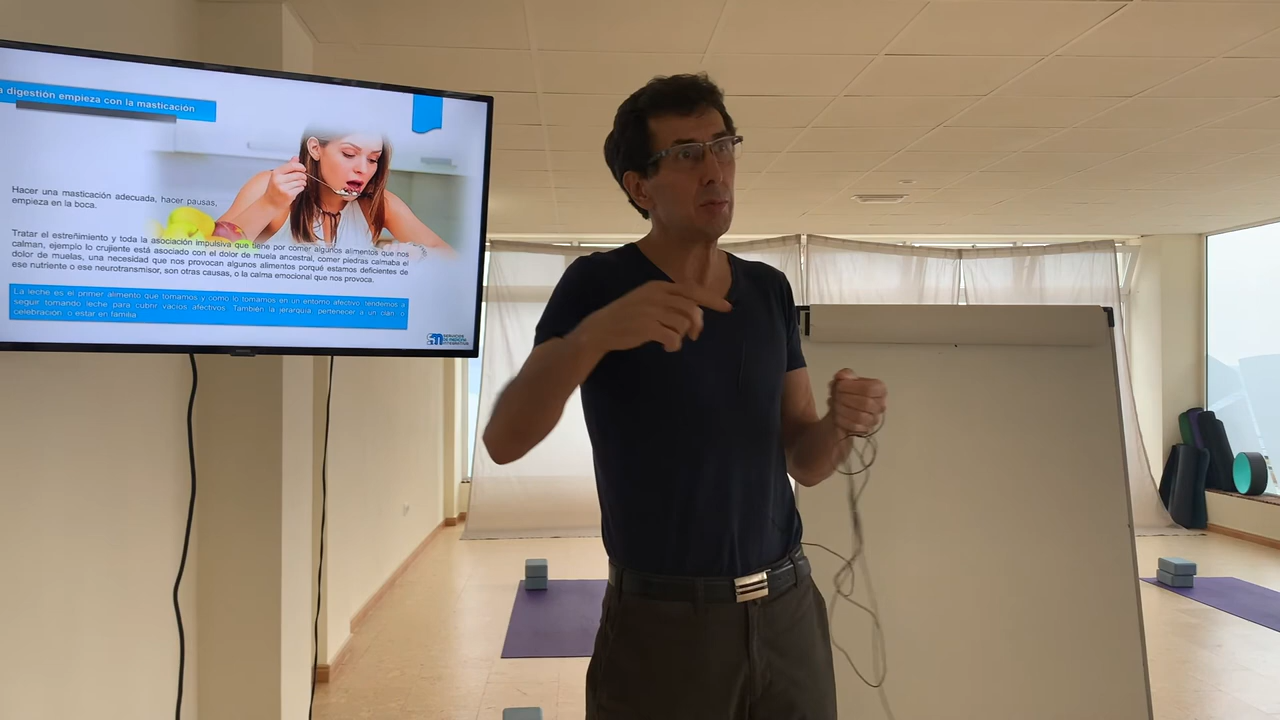 a digestión empieza con la masticación
Hacer una masticación adecuada, hacer pausas,
empieza en la boca.
Tratar el estreñimiento y toda la asociación impulsiva que tiene por comer algunos alimentos que nos
calman, ejemplo lo crujiente está asociado con el dolor de muela ancestral, comer piedras calmaba el
dolor de muelas, una necesidad que nos provocan algunos alimentos porqué estamos deficientes de
ese nutriente o ese neurotransmisor, son otras causas, o la calma emocional que nos provoca.
La leche es el primer alimento que tomamos y como lo tomamos en un entorno afectivo tendemos a
seguir tomando leche para cubrir vacíos afectivos. También la jerarquía, pertenecer a un clan o
celebración o estar en familia
SERVICIOS
DE MEDICINA
INTEGRATIVA